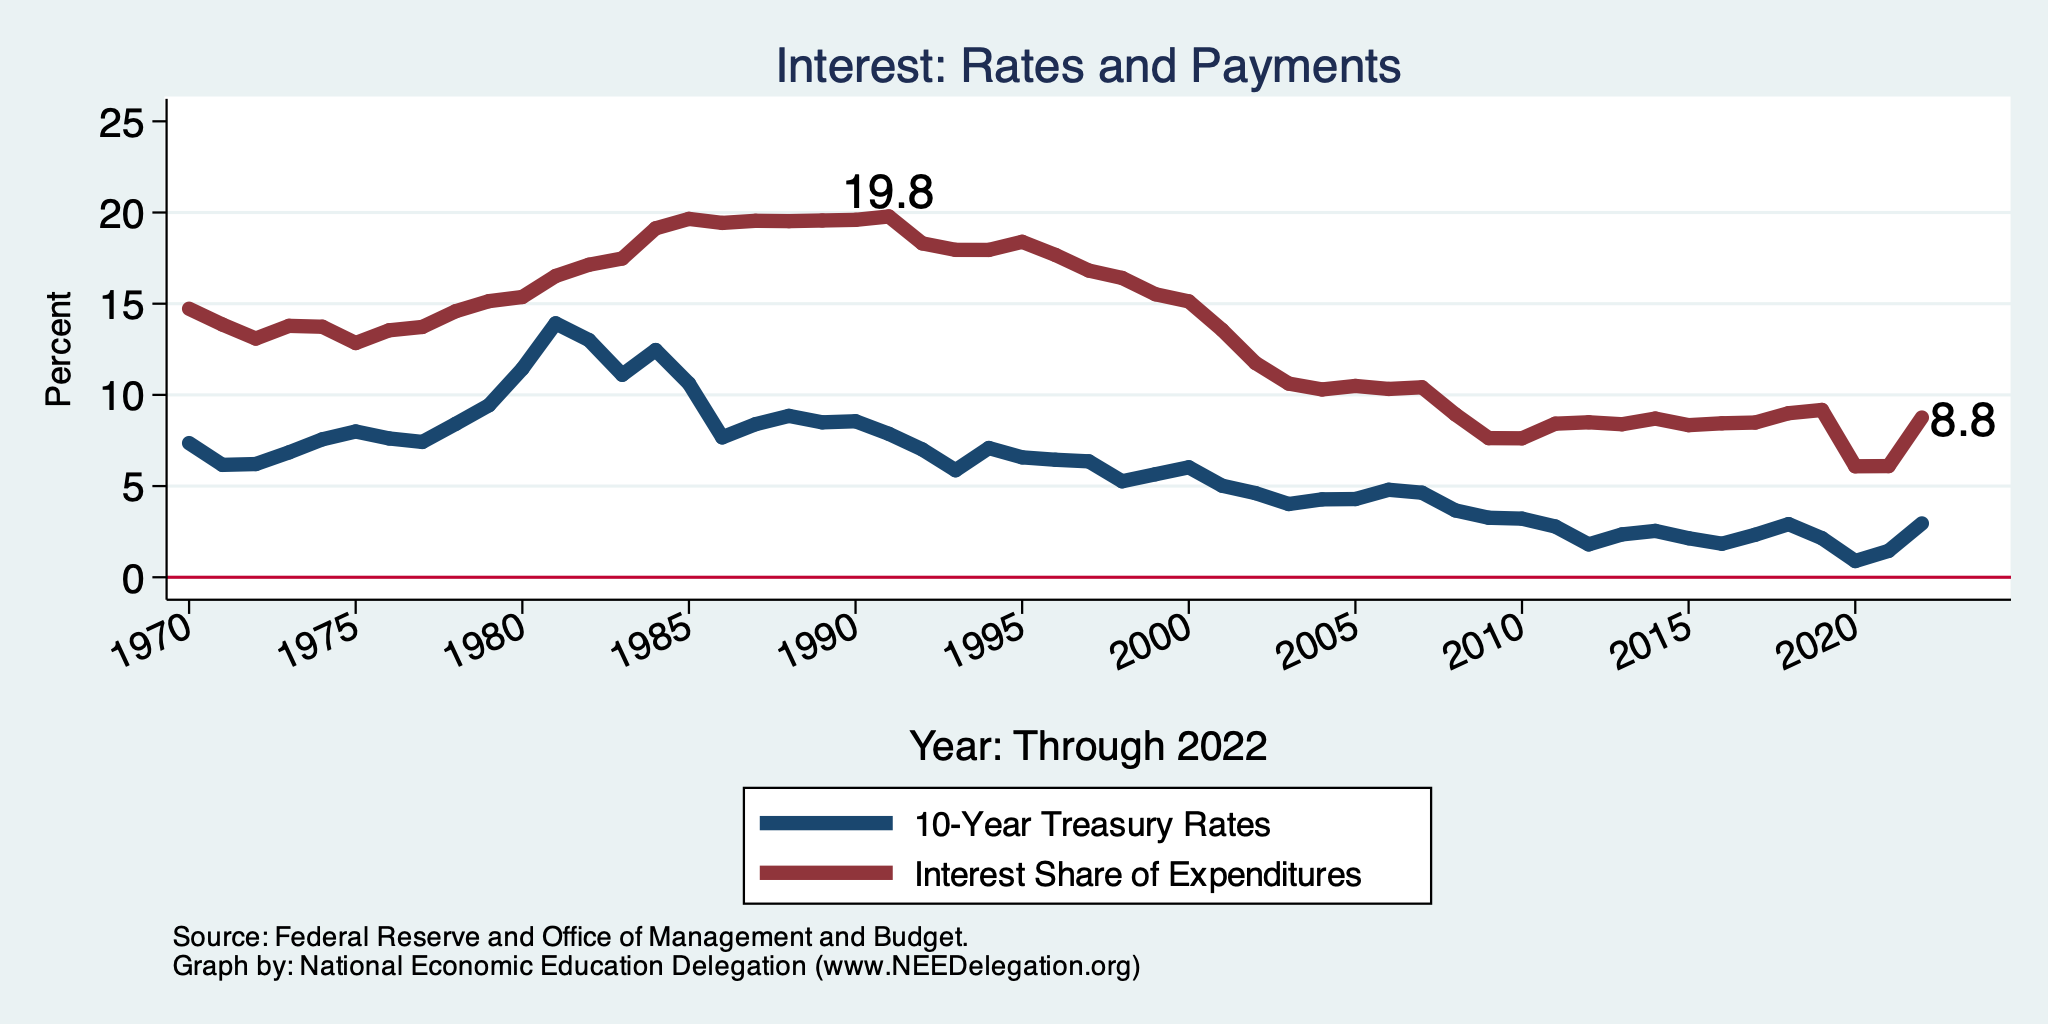 Interest: Rates and Payments
25
20
15
10
5
0
Percent
19.8
8.8
1970
1975
1980
1985
1990
1995
2000
2005
2010
2015
2020
Year: Through 2022
10-Year Treasury Rates
Interest Share of Expenditures
Source: Federal Reserve and Office of Management and Budget.
Graph by: National Economic Education Delegation (www.NEEDelegation.org)